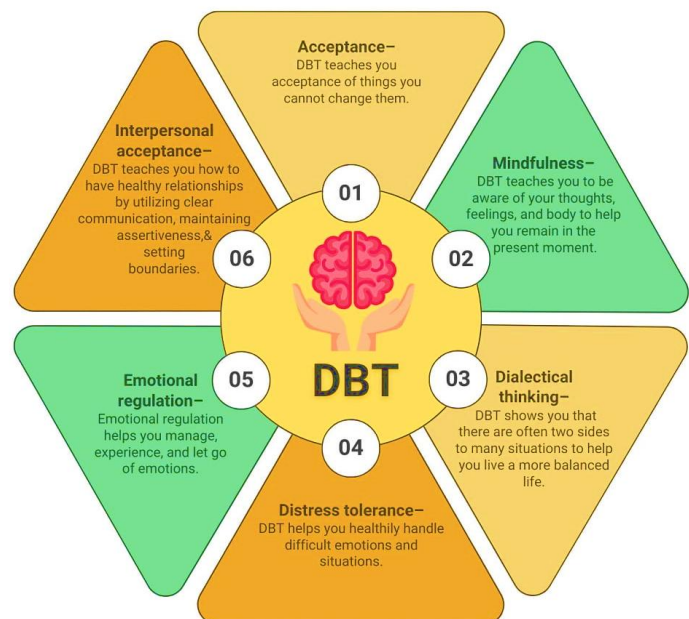 Acceptance–
DBT teaches you
acceptance of things you
cannot change them.
01
Mindfulness–
DBT teaches you to be
aware of your thoughts,
feelings, and body to help
you remain in the
present moment.
02
Dialectical
thinking–
DBT shows you that
there are often two sides
to many situations to help
you live a more balanced
life.
03
Distress tolerance–
DBT helps you healthily handle
difficult emotions and
situations.
04
Emotional
regulation–
Emotional regulation
helps you manage,
experience, and let go
of emotions.
05
Interpersonal
acceptance–
DBT teaches you how to
have healthy relationships
by utilizing clear
communication, maintaining
assertiveness,&
setting
boundaries.
06
DBT